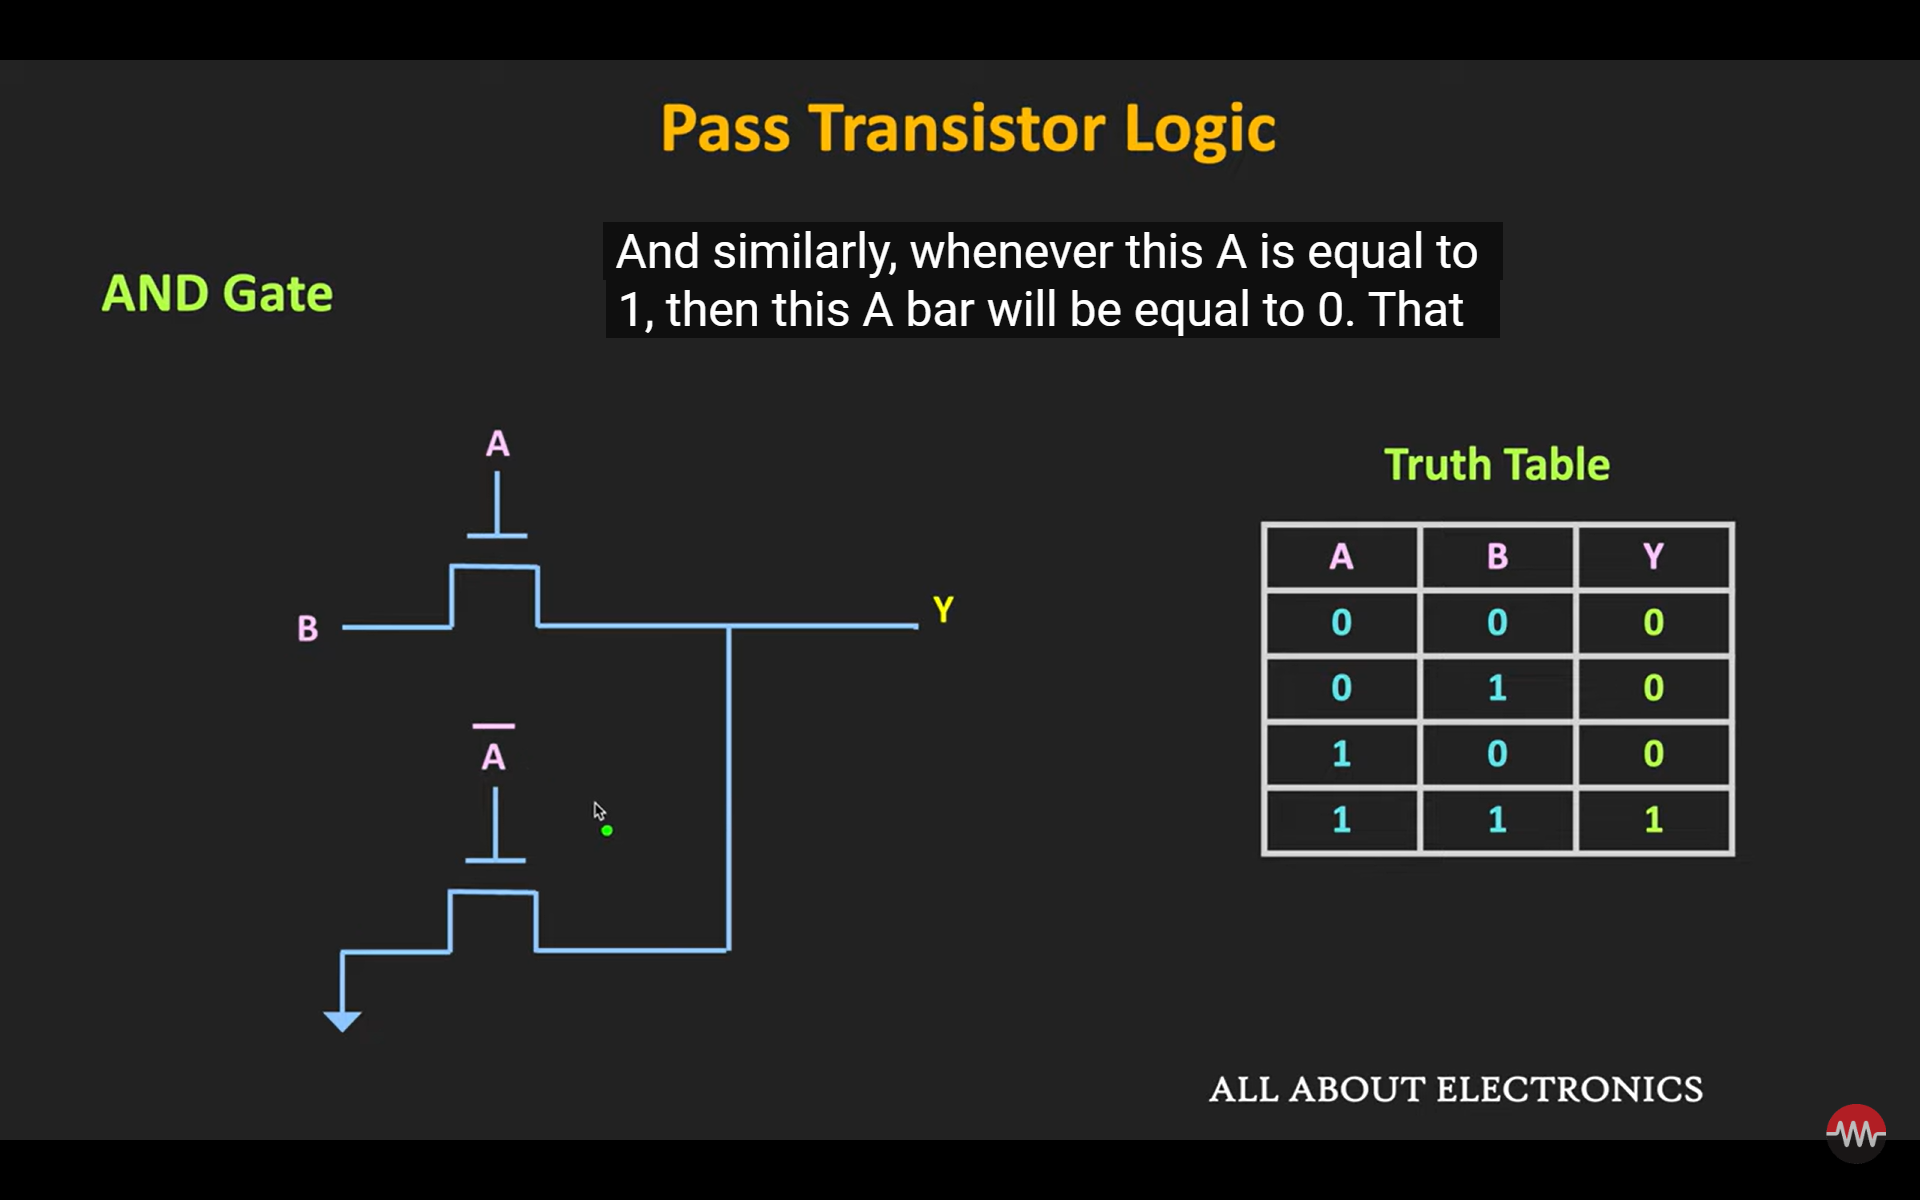 Pass Transistor Logic
And similarly, whenever this A is equal to
1, then this A bar will be equal to 0. That
AND Gate
A
B
Y
A
Truth Table
A B Y
0 0 0
0 1 0
1 0 0
1 1 1
ALL ABOUT ELECTRONICS